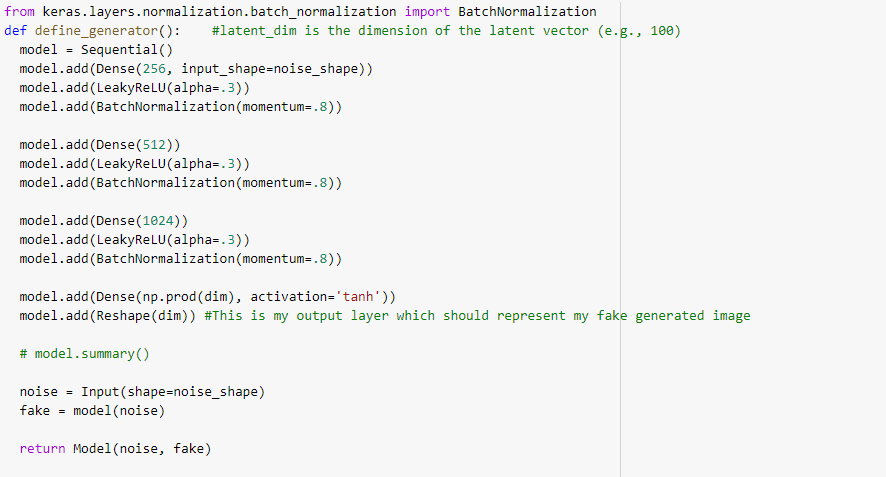 from keras.layers.normalization.batch_normalization import BatchNormalization
def define_generator():    #latent_dim is the dimension of the latent vector (e.g., 100)
  model = Sequential()
  model.add(Dense(256, input_shape=noise_shape))
  model.add(LeakyReLU(alpha=.3))
  model.add(BatchNormalization(momentum=.8))

  model.add(Dense(512))
  model.add(LeakyReLU(alpha=.3))
  model.add(BatchNormalization(momentum=.8))

  model.add(Dense(1024))
  model.add(LeakyReLU(alpha=.3))
  model.add(BatchNormalization(momentum=.8))

  model.add(Dense(np.prod(dim), activation='tanh'))
  model.add(Reshape(dim)) #This is my output layer which should represent my fake generated image

  # model.summary()

  noise = Input(shape=noise_shape)
  fake = model(noise)

  return Model(noise, fake)